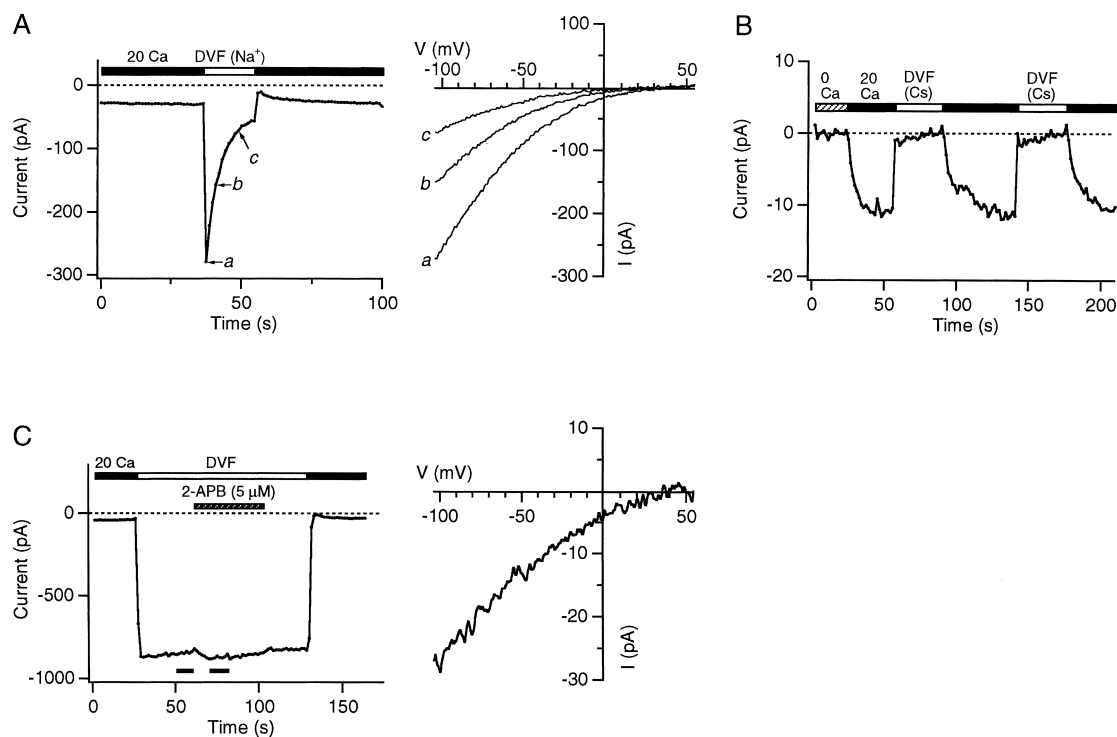 A
20 Ca DVF (Na+)
0
-100
-200
-300
Current (pA)
a
b
c
0 50 100
Time (s)
100
V (mV)
-100 -50 50
-100
-200
-300
I (pA)
c
b
a
B
0 Ca
20 Ca
DVF (Cs)
DVF (Cs)
10
0
-10
-20
Current (pA)
0 50 100 150 200
Time (s)
C
20 Ca DVF
2-APB (5 μM)
0
-500
-1000
Current (pA)
0 50 100 150
Time (s)
10
V (mV)
-100 -50 50
-10
-20
-30
I (pA)